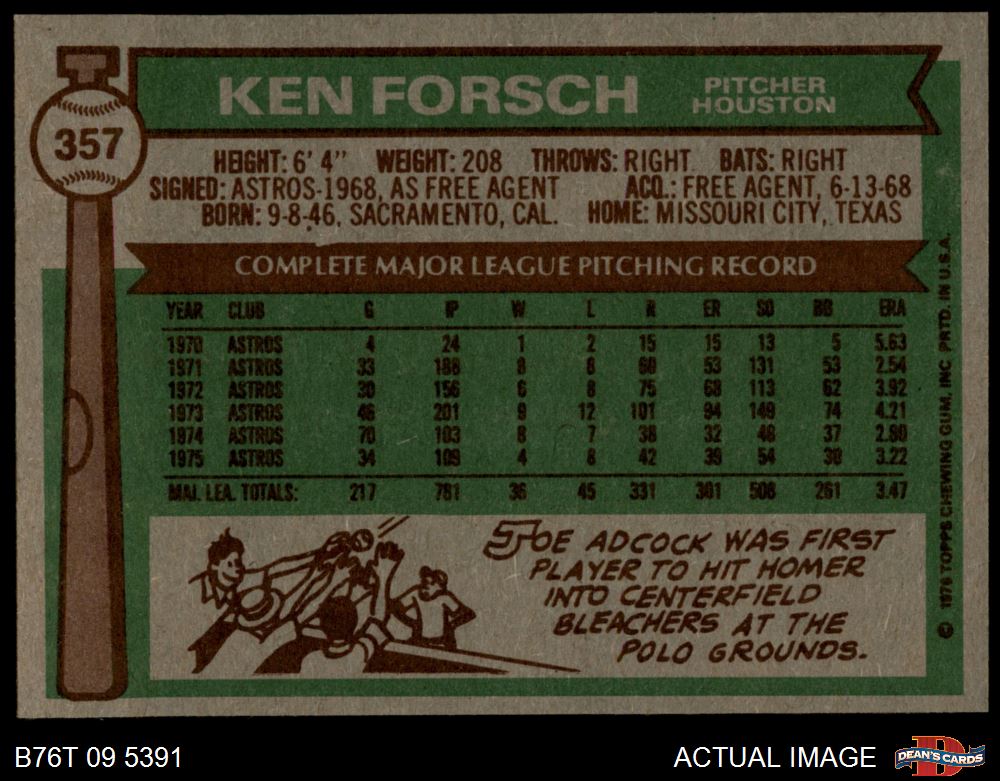 357
KEN FORSCH
PITCHER
HOUSTON
HEIGHT: 6' 4" WEIGHT: 208 THROWS: RIGHT BATS: RIGHT
SIGNED: ASTROS-1968, AS FREE AGENT ACQ.: FREE AGENT, 6-13-68
BORN: 9-8-46, SACRAMENTO, CAL. HOME: MISSOURI CITY, TEXAS
COMPLETE MAJOR LEAGUE PITCHING RECORD
YEAR CLUB G IP W L R ER SO BB ERA
1970 ASTROS 4 24 1 2 15 15 13 5 5.63
1971 ASTROS 33 188 8 8 60 53 131 53 2.54
1972 ASTROS 30 156 6 8 75 68 113 62 3.92
1973 ASTROS 46 201 9 12 101 94 149 74 4.21
1974 ASTROS 70 103 8 7 38 32 48 37 2.80
1975 ASTROS 34 109 4 8 42 39 54 30 3.22
MAJ. LEA. TOTALS: 217 781 36 45 331 301 508 261 3.47
JOE ADCOCK WAS FIRST
PLAYER TO HIT HOMER
INTO CENTERFIELD
BLEACHERS AT THE
POLO GROUNDS.
© 1976 TOPPS CHEWING GUM, INC. PRTD. IN U.S.A.
B76T 09 5391
ACTUAL IMAGE
D
DEAN'S CARDS